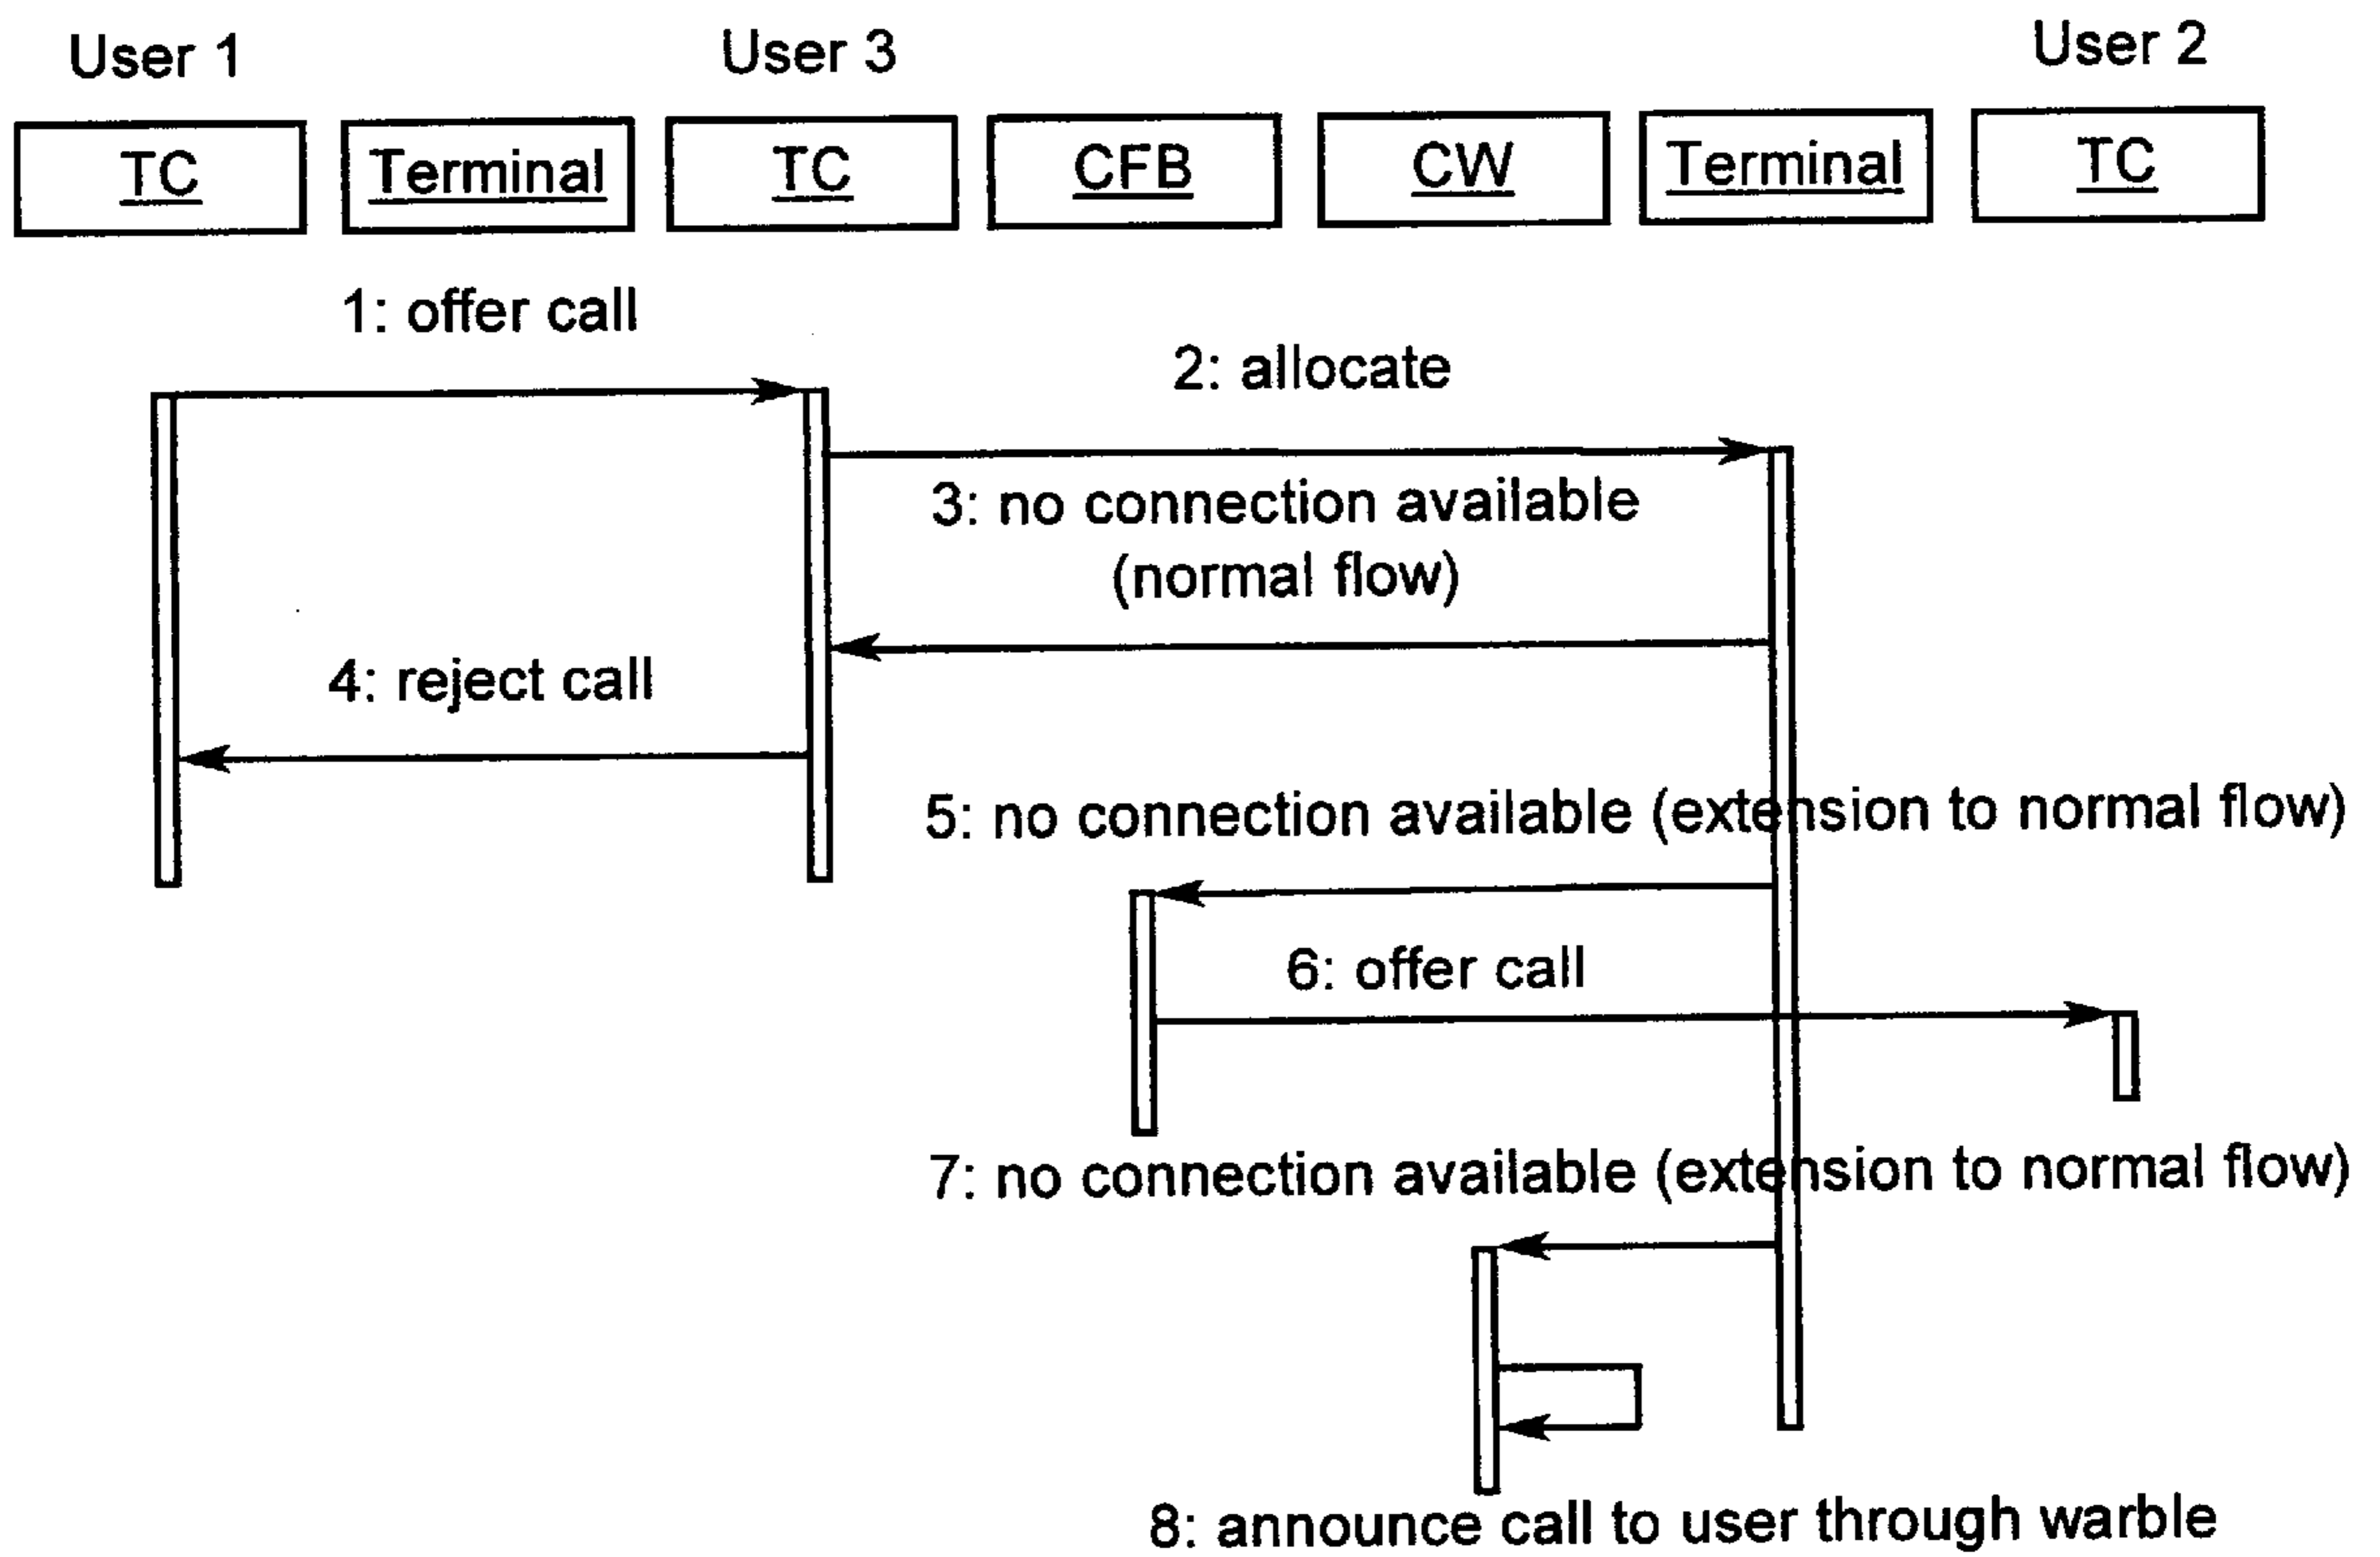 User 1
User 3
User 2
TC
Terminal
TC
CFB
CW
Terminal
TC
1: offer call
2: allocate
3: no connection available
(normal flow)
4: reject call
5: no connection available (extension to normal flow)
6: offer call
7: no connection available (extension to normal flow)
8: announce call to user through warble